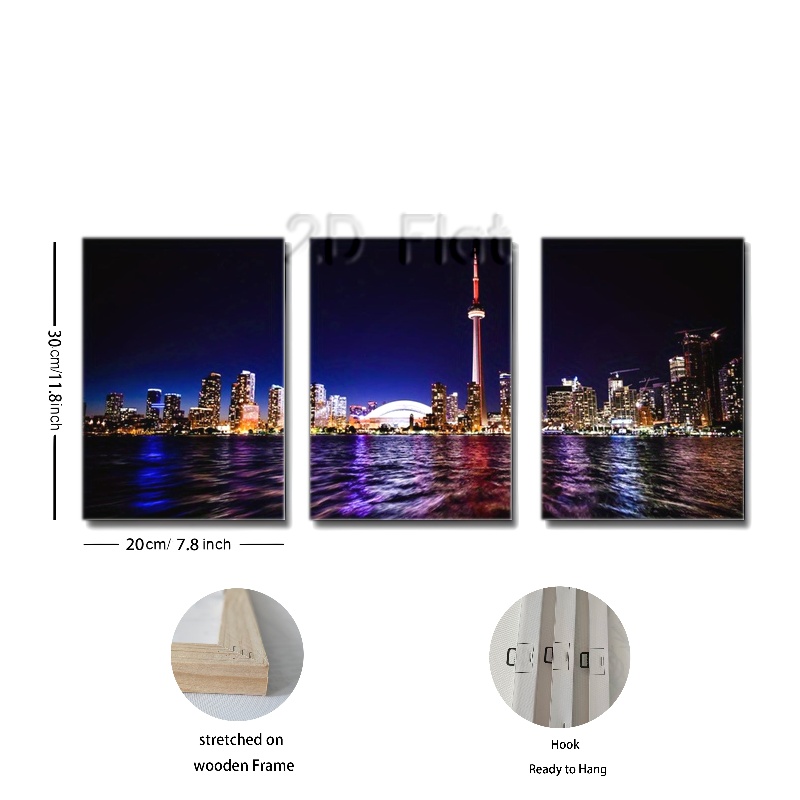 2D Flat
30cm/11.8inch
20cm/ 7.8 inch
stretched on
wooden Frame
Hook
Ready to Hang